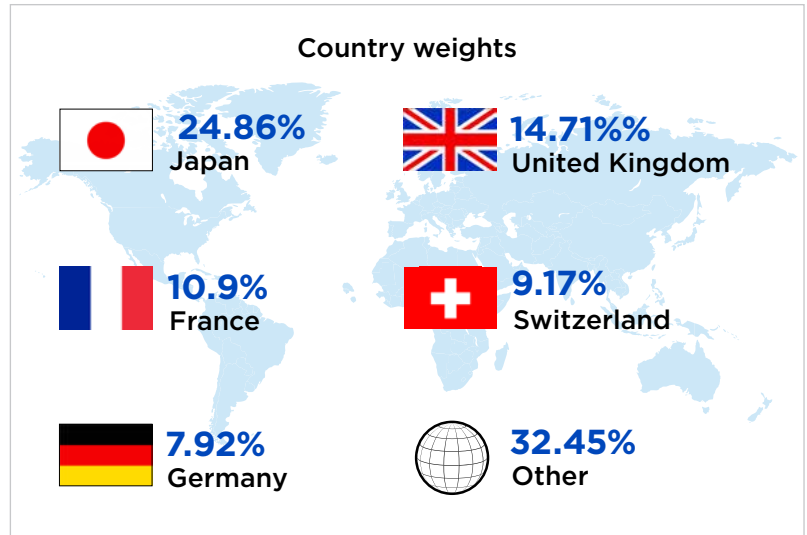 Country weights
24.86%
Japan
14.71%%
United Kingdom
10.9%
France
9.17%
Switzerland
7.92%
Germany
32.45%
Other